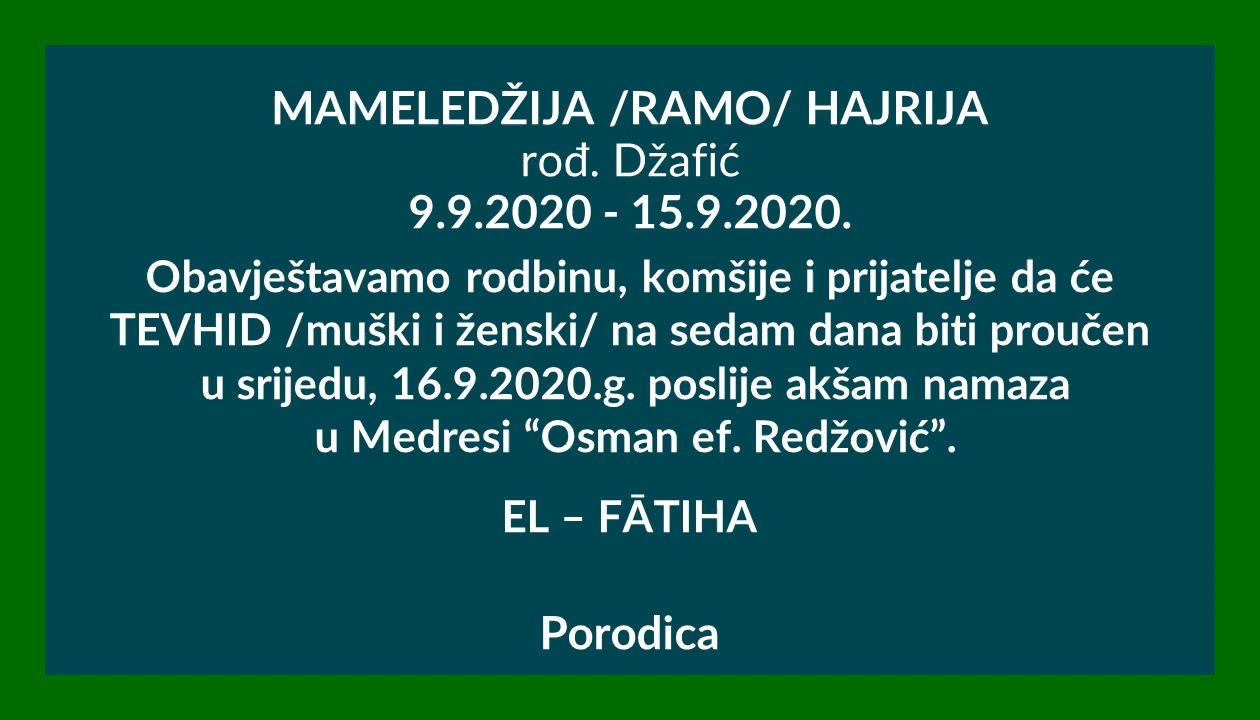 MAMELEDŽIJA /RAMO/ HAJRIJA
rođ. Džafić
9.9.2020 - 15.9.2020.
Obavještavamo rodbinu, komšije i prijatelje da će
TEVHID /muški i ženski/ na sedam dana biti proučen
u srijedu, 16.9.2020.g. poslije akšam namaza
u Medresi “Osman ef. Redžović”.
EL – FĀTIHA
Porodica